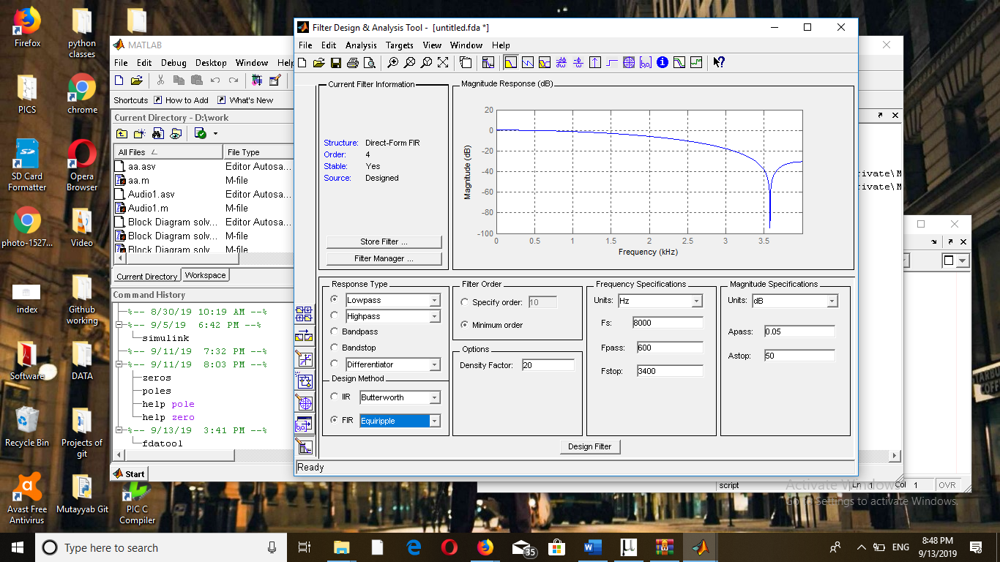 Firefox
python classes
PICS
chrome
SD Card Formatter
Opera Browser
photo-1527...
Video
index
Github working
Software
DATA
Recycle Bin
Projects of git
Avast Free Antivirus
Mutayyab Git
PIC C Compiler
MATLAB
File Edit Debug Desktop Window Help
Shortcuts How to Add What's New
Current Directory - D:\work
All Files File Type
aa.asv Editor Autosa...
aa.m M-file
Audio1.asv Editor Autosa...
Audio1.m M-file
Block Diagram solv... Editor Autosa...
Block Diagram solv... M-file
Block Diagram solv M-file
Current Directory Workspace
Command History
%-- 8/30/19 10:19 AM --%
%-- 9/5/19 6:42 PM --%
simulink
%-- 9/11/19 7:32 PM --%
%-- 9/11/19 8:03 PM --%
zeros
poles
help pole
help zero
%-- 9/13/19 3:41 PM --%
fdatool
Start
Filter Design & Analysis Tool - [untitled.fda *]
File Edit Analysis Targets View Window Help
Current Filter Information
Structure: Direct-Form FIR
Order: 4
Stable: Yes
Source: Designed
Store Filter ...
Filter Manager ...
Magnitude Response (dB)
Magnitude (dB)
20
0
-20
-40
-60
-80
-100
0 0.5 1 1.5 2 2.5 3 3.5
Frequency (kHz)
Response Type
Lowpass
Highpass
Bandpass
Bandstop
Differentiator
Design Method
IIR Butterworth
FIR Equiripple
Filter Order
Specify order: 10
Minimum order
Options
Density Factor: 20
Frequency Specifications
Units: Hz
Fs: 8000
Fpass: 600
Fstop: 3400
Magnitude Specifications
Units: dB
Apass: 0.05
Astop: 50
Design Filter
Ready
rivate\M
rivate\M
script Ln 1 Col 1 OVR
Activate Windows
Go to Settings to activate Windows.
Type here to search
35
ENG
8:48 PM
9/13/2019